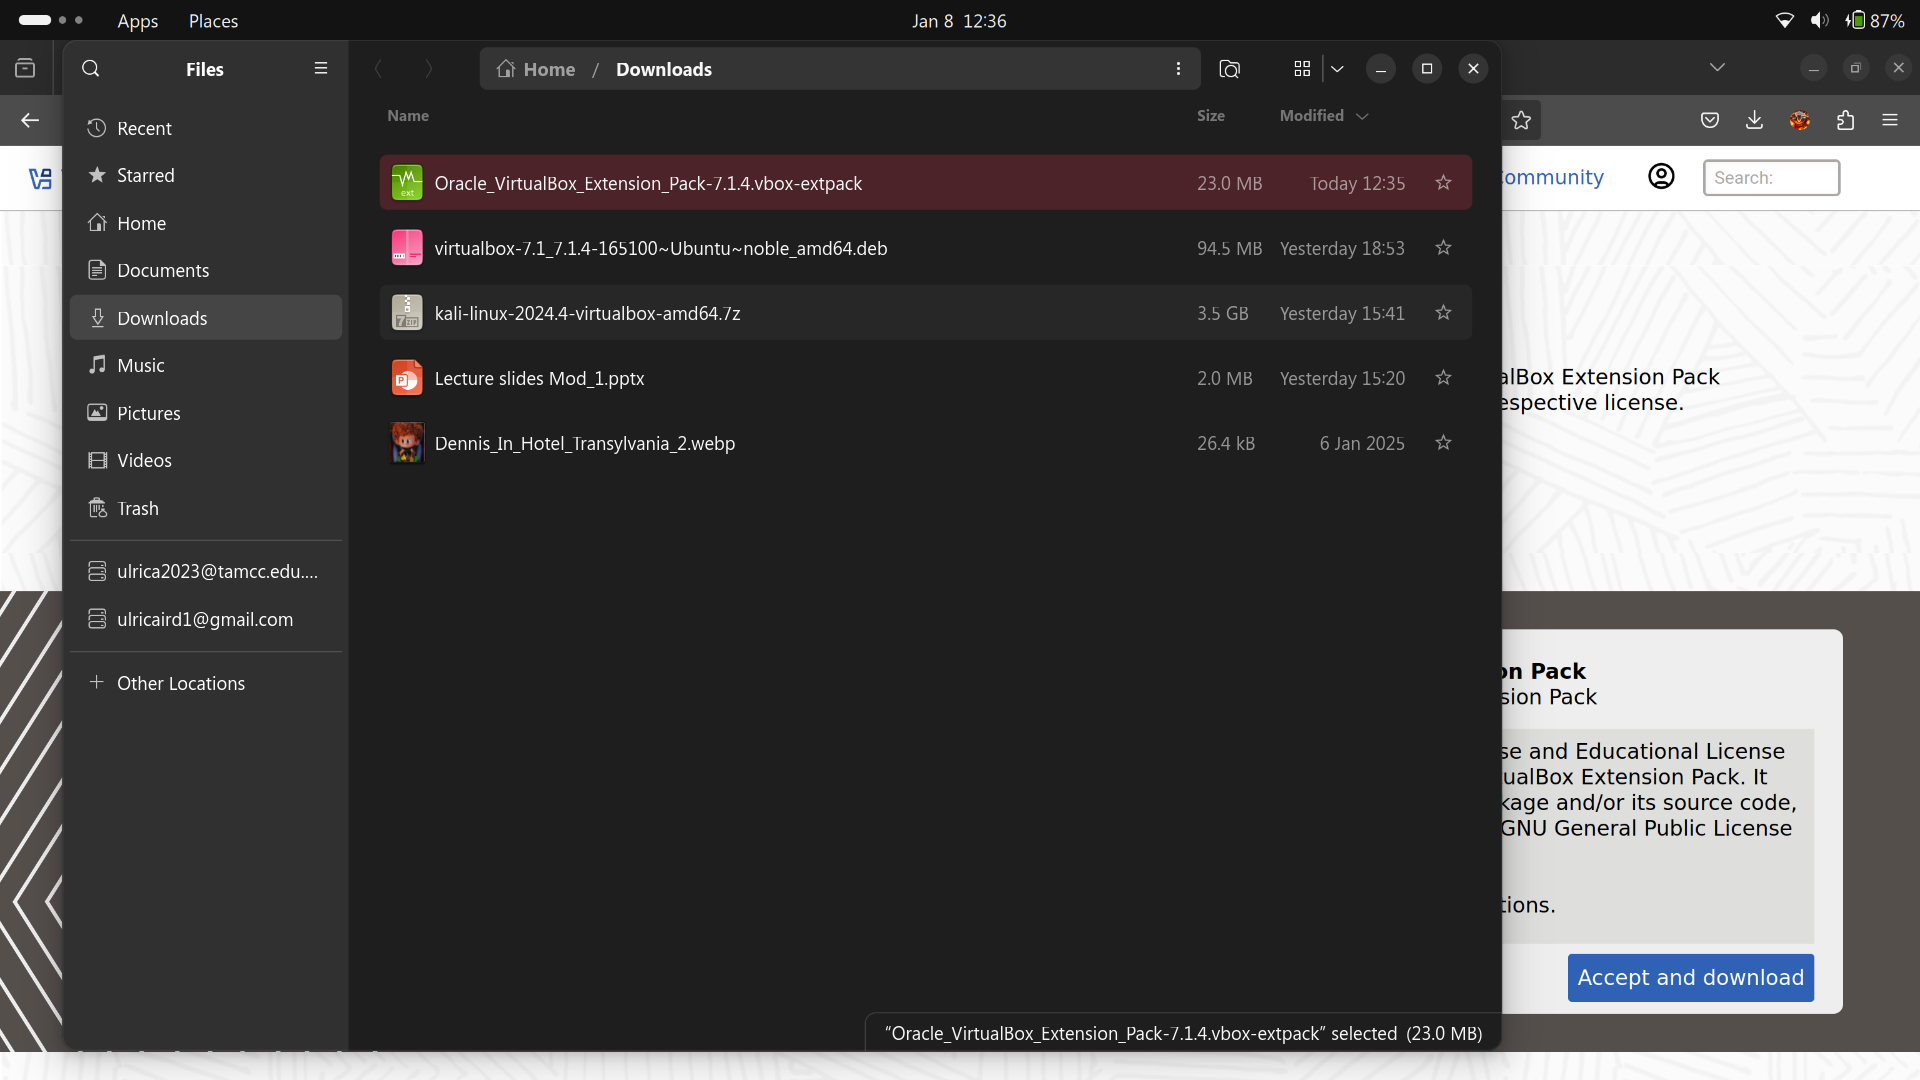 Apps Places Jan 8 12:36 87%
Files Home / Downloads
Name Size Modified
Recent
Starred
Home
Documents
Downloads
Music
Pictures
Videos
Trash
ulrica2023@tamcc.edu....
ulricaird1@gmail.com
Other Locations
Oracle_VirtualBox_Extension_Pack-7.1.4.vbox-extpack 23.0 MB Today 12:35
ext
virtualbox-7.1_7.1.4-165100~Ubuntu~noble_amd64.deb 94.5 MB Yesterday 18:53
kali-linux-2024.4-virtualbox-amd64.7z 3.5 GB Yesterday 15:41
Lecture slides Mod_1.pptx 2.0 MB Yesterday 15:20
P
Dennis_In_Hotel_Transylvania_2.webp 26.4 kB 6 Jan 2025
"Oracle_VirtualBox_Extension_Pack-7.1.4.vbox-extpack" selected (23.0 MB)
ommunity Search:
alBox Extension Pack
espective license.
on Pack
sion Pack
se and Educational License
ualBox Extension Pack. It
kage and/or its source code,
GNU General Public License
tions.
Accept and download